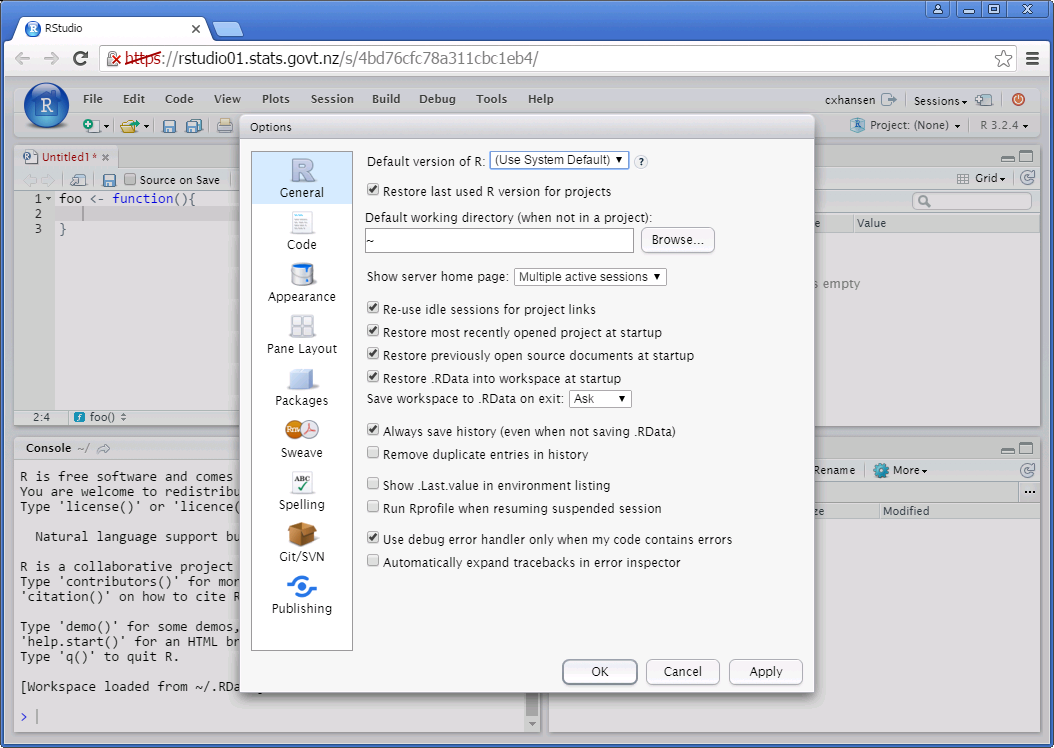 RStudio
https://rstudio01.stats.govt.nz/s/4bd76cfc78a311cbc1eb4/
File Edit Code View Plots Session Build Debug Tools Help
cxhansen Sessions
Project: (None) R 3.2.4
Untitled1*
Source on Save
1 foo <- function(){
2
3 }
2:4 foo()
Console ~/
R is free software and comes
You are welcome to redistribu
Type 'license()' or 'licence(
Natural language support bu
R is a collaborative project
Type 'contributors()' for mor
'citation()' on how to cite R
Type 'demo()' for some demos,
'help.start()' for an HTML br
Type 'q()' to quit R.
[Workspace loaded from ~/.RDa
>
Options
R
General
Code
Appearance
Pane Layout
Packages
Rnw
Sweave
ABC
Spelling
Git/SVN
Publishing
Default version of R: (Use System Default) ?
Restore last used R version for projects
Default working directory (when not in a project):
~ Browse...
Show server home page: Multiple active sessions
Re-use idle sessions for project links
Restore most recently opened project at startup
Restore previously open source documents at startup
Restore .RData into workspace at startup
Save workspace to .RData on exit: Ask
Always save history (even when not saving .RData)
Remove duplicate entries in history
Show .Last.value in environment listing
Run Rprofile when resuming suspended session
Use debug error handler only when my code contains errors
Automatically expand tracebacks in error inspector
OK Cancel Apply
Grid
e Value
s empty
Rename More
...
ze Modified